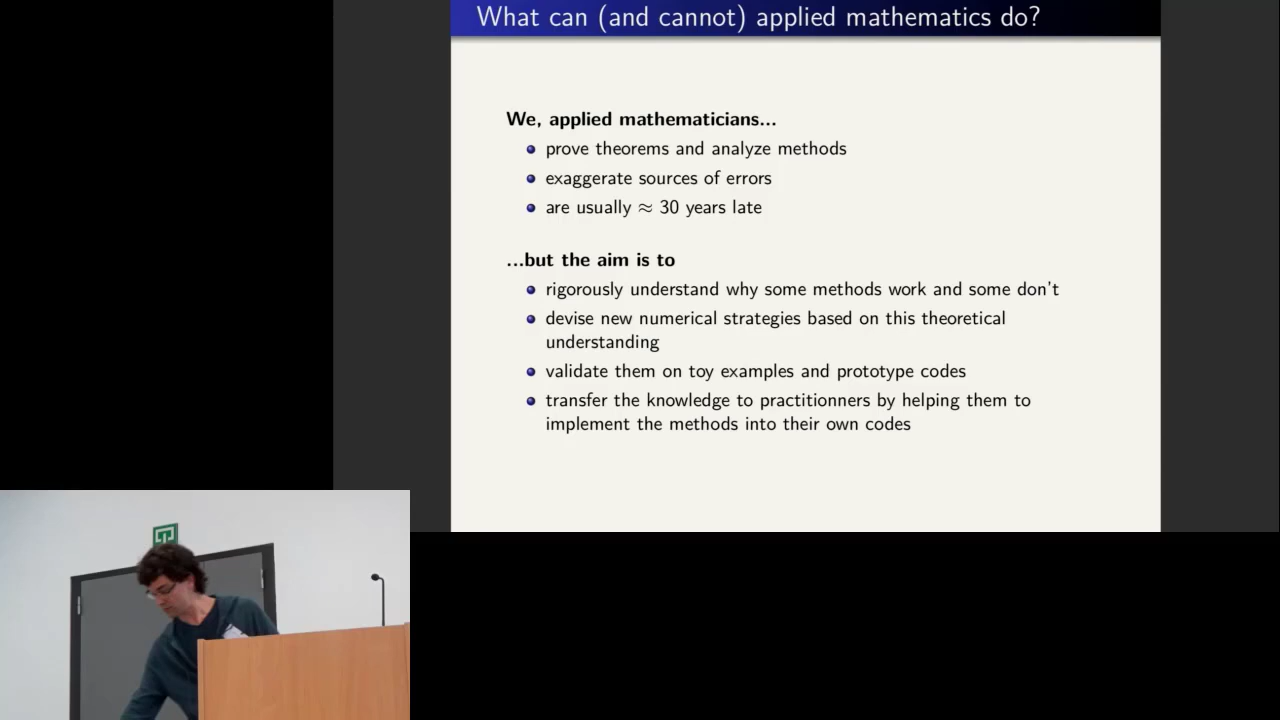 What can (and cannot) applied mathematics do?
We, applied mathematicians...
prove theorems and analyze methods
exaggerate sources of errors
are usually ≈ 30 years late
...but the aim is to
rigorously understand why some methods work and some don't
devise new numerical strategies based on this theoretical
understanding
validate them on toy examples and prototype codes
transfer the knowledge to practitionners by helping them to
implement the methods into their own codes